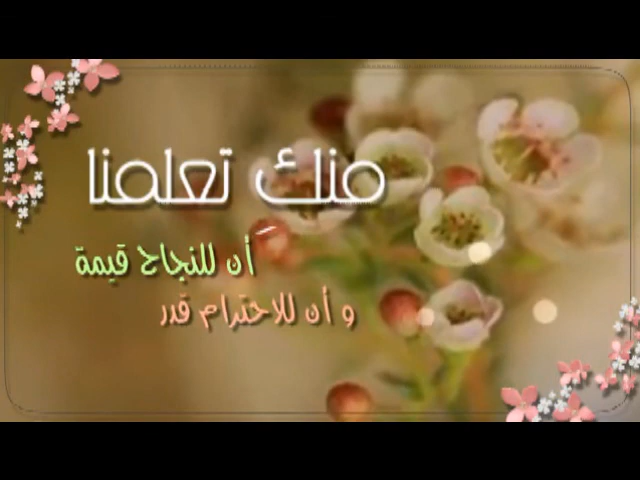 منك تعلمنا
أن للنجاح قيمة
و أن للاحترام قدر